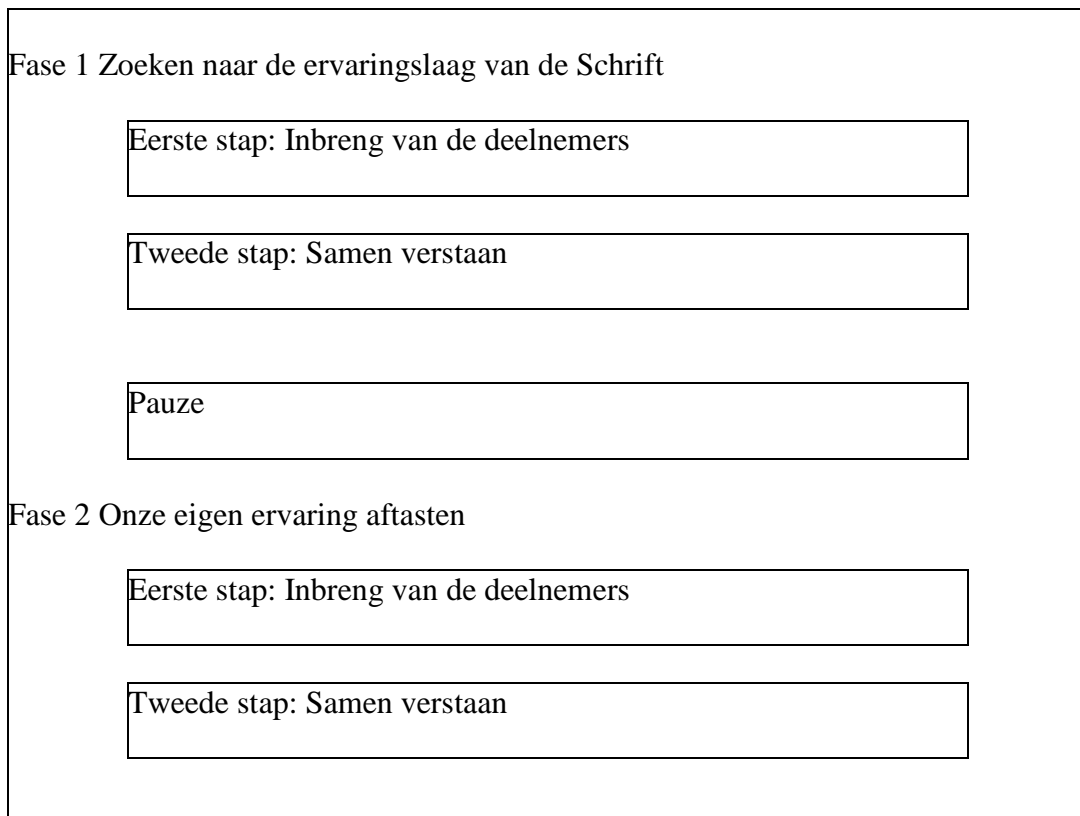 Fase 1 Zoeken naar de ervaringslaag van de Schrift
Eerste stap: Inbreng van de deelnemers
Tweede stap: Samen verstaan
Pauze
Fase 2 Onze eigen ervaring aftasten
Eerste stap: Inbreng van de deelnemers
Tweede stap: Samen verstaan